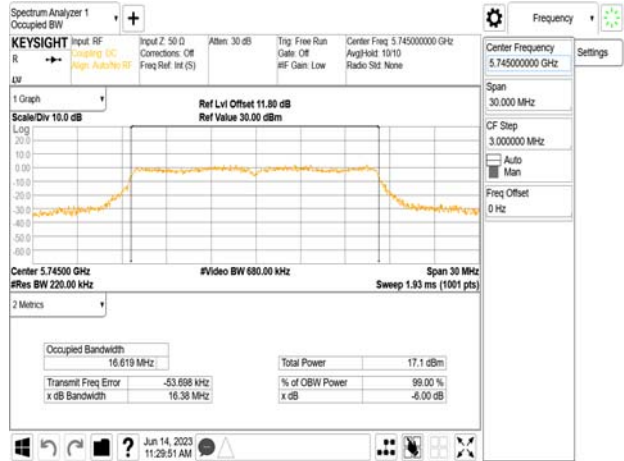 Spectrum Analyzer 1
Occupied BW
Frequency
KEYSIGHT
R
Input: RF
Coupling: DC
Align: Auto/No RF
Input Z: 50 Ω
Corrections: Off
Freq Ref: Int (S)
Atten: 30 dB
Trig: Free Run
Gate: Off
#IF Gain: Low
Center Freq: 5.745000000 GHz
Avg|Hold: 10/10
Radio Std: None
Center Frequency
5.745000000 GHz
Settings
Span
30.000 MHz
CF Step
3.000000 MHz
Auto
Man
Freq Offset
0 Hz
1 Graph
Scale/Div 10.0 dB
Ref Lvl Offset 11.80 dB
Ref Value 30.00 dBm
Log
20.0
10.0
0.00
-10.0
-20.0
-30.0
-40.0
-50.0
-60.0
Center 5.74500 GHz
#Res BW 220.00 kHz
#Video BW 680.00 kHz
Span 30 MHz
Sweep 1.93 ms (1001 pts)
2 Metrics
Occupied Bandwidth
16.619 MHz
Transmit Freq Error -53.698 kHz
x dB Bandwidth 16.38 MHz
Total Power 17.1 dBm
% of OBW Power 99.00 %
x dB -6.00 dB
?
Jun 14, 2023
11:29:51 AM